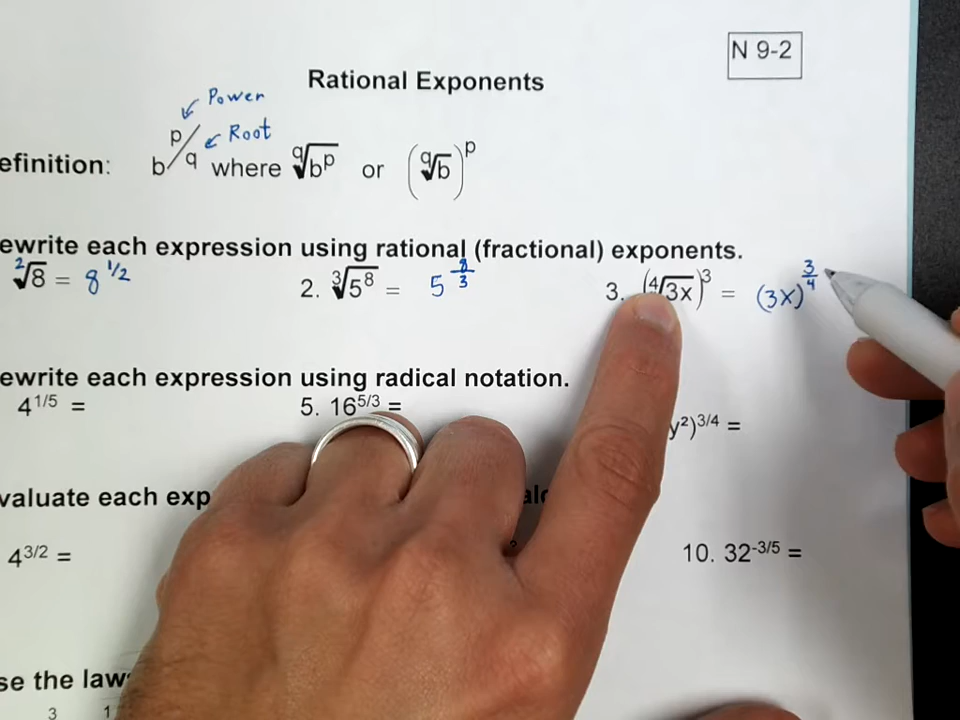 N 9-2
Rational Exponents
Power
Root
efinition: b^p/q where ^q√b^p or (^q√b)^p
ewrite each expression using rational (fractional) exponents.
²√8 = 8^1/2 2. ³√5⁸ = 5^8/3 3. (⁴√3x)³ = (3x)^3/4
ewrite each expression using radical notation.
4^1/5 = 5. 16^5/3 = y²)^3/4 =
valuate each exp
4^3/2 = 10. 32^-3/5 =
se the law
3 1